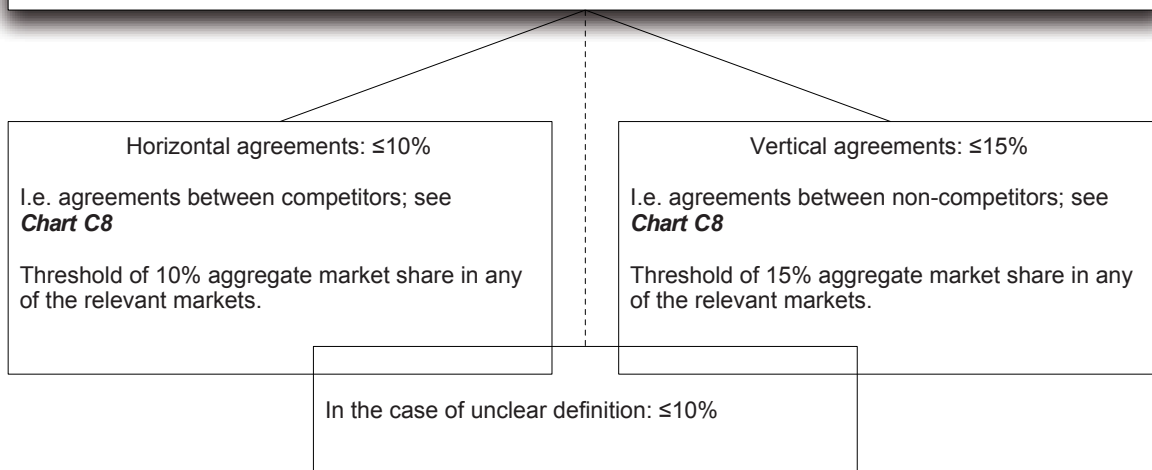 Horizontal agreements: ≤10%
I.e. agreements between competitors; see
Chart C8
Threshold of 10% aggregate market share in any
of the relevant markets.
Vertical agreements: ≤15%
I.e. agreements between non-competitors; see
Chart C8
Threshold of 15% aggregate market share in any
of the relevant markets.
In the case of unclear definition: ≤10%